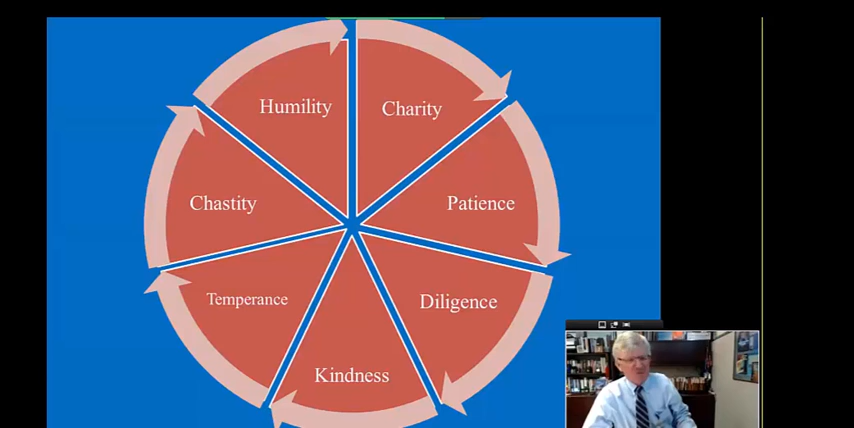 Humility
Charity
Chastity
Patience
Temperance
Diligence
Kindness